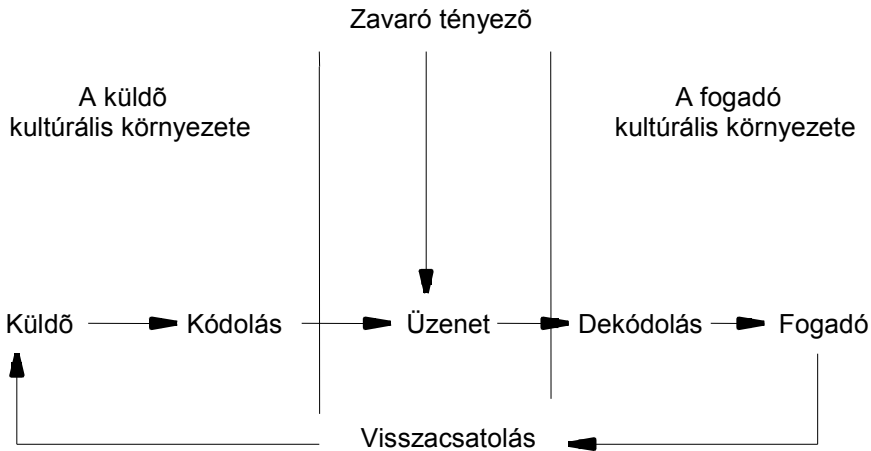 Zavaró tényezõ
A küldõ
kultúrális környezete
A fogadó
kultúrális környezete
Küldõ
Kódolás
Üzenet
Dekódolás
Fogadó
Visszacsatolás